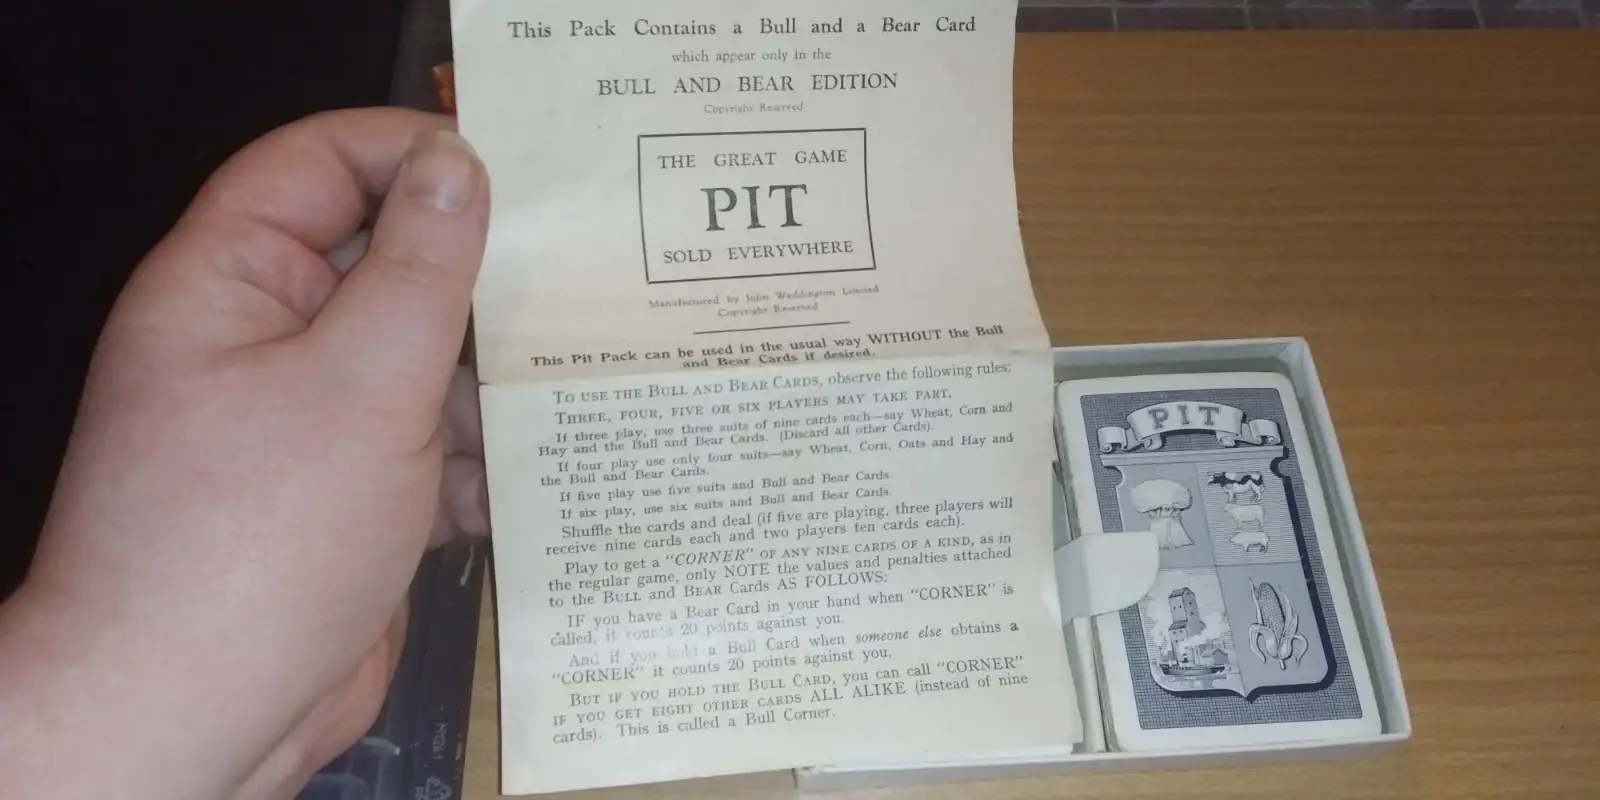 This Pack Contains a Bull and a Bear Card
which appear only in the
BULL AND BEAR EDITION
Copyright Reserved
THE GREAT GAME
PIT
SOLD EVERYWHERE
Manufactured by John Waddington Limited
Copyright Reserved
This Pit Pack can be used in the usual way WITHOUT the Bull
and Bear Cards if desired.
TO USE THE BULL AND BEAR CARDS, observe the following rules:
THREE, FOUR, FIVE OR SIX PLAYERS MAY TAKE PART.
If three play, use three suits of nine cards each—say Wheat, Corn and
Hay and the Bull and Bear Cards. (Discard all other Cards).
If four play use only four suits—say Wheat, Corn, Oats and Hay and
the Bull and Bear Cards.
If five play use five suits and Bull and Bear Cards.
If six play, use six suits and Bull and Bear Cards.
Shuffle the cards and deal (if five are playing, three players will
receive nine cards each and two players ten cards each).
Play to get a "CORNER" OF ANY NINE CARDS OF A KIND, as in
the regular game, only NOTE the values and penalties attached
to the BULL and BEAR Cards AS FOLLOWS:
IF you have a Bear Card in your hand when "CORNER" is
called, it counts 20 points against you.
And if you hold a Bull Card when someone else obtains a
"CORNER" it counts 20 points against you.
BUT IF YOU HOLD THE BULL CARD, you can call "CORNER"
IF YOU GET EIGHT OTHER CARDS ALL ALIKE (instead of nine
cards). This is called a Bull Corner.
PIT